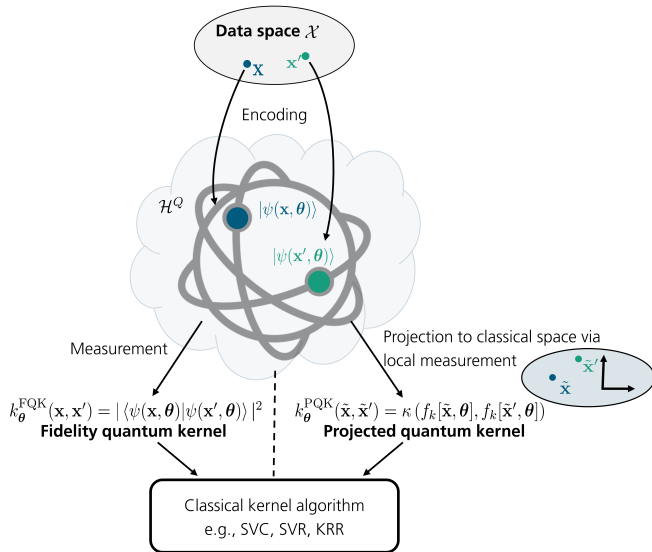 Data space 𝒳
x x′
Encoding
ℋ^Q
|ψ(x, θ)⟩
|ψ(x′, θ)⟩
Measurement
Projection to classical space via
local measurement
x̃′
x̃
k_θ^FQK(x, x′) = | ⟨ψ(x, θ)|ψ(x′, θ)⟩ |²
Fidelity quantum kernel
k_θ^PQK(x̃, x̃′) = κ (f_k[x̃, θ], f_k[x̃′, θ])
Projected quantum kernel
Classical kernel algorithm
e.g., SVC, SVR, KRR